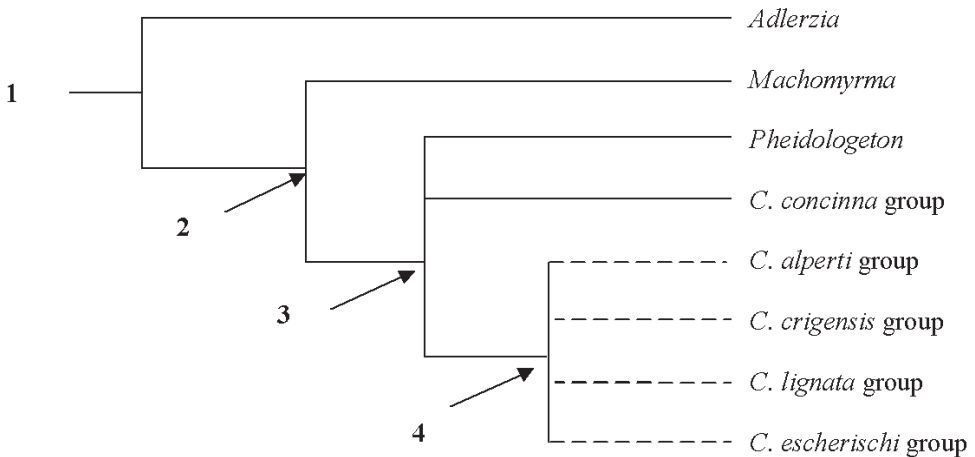 Adlerzia
1
Machomyrma
Pheidologeton
2
C. concinna group
C. alperti group
3
C. crigensis group
C. lignata group
4
C. escherischi group